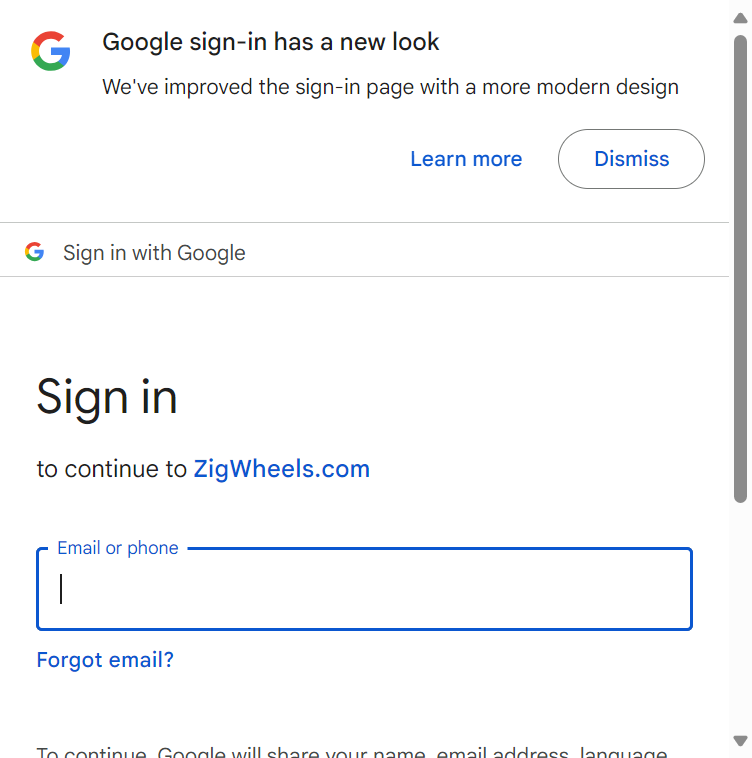 Google sign-in has a new look
We've improved the sign-in page with a more modern design
Learn more
Dismiss
Sign in with Google
Sign in
to continue to ZigWheels.com
Email or phone
Forgot email?
To continue, Google will share your name, email address, language